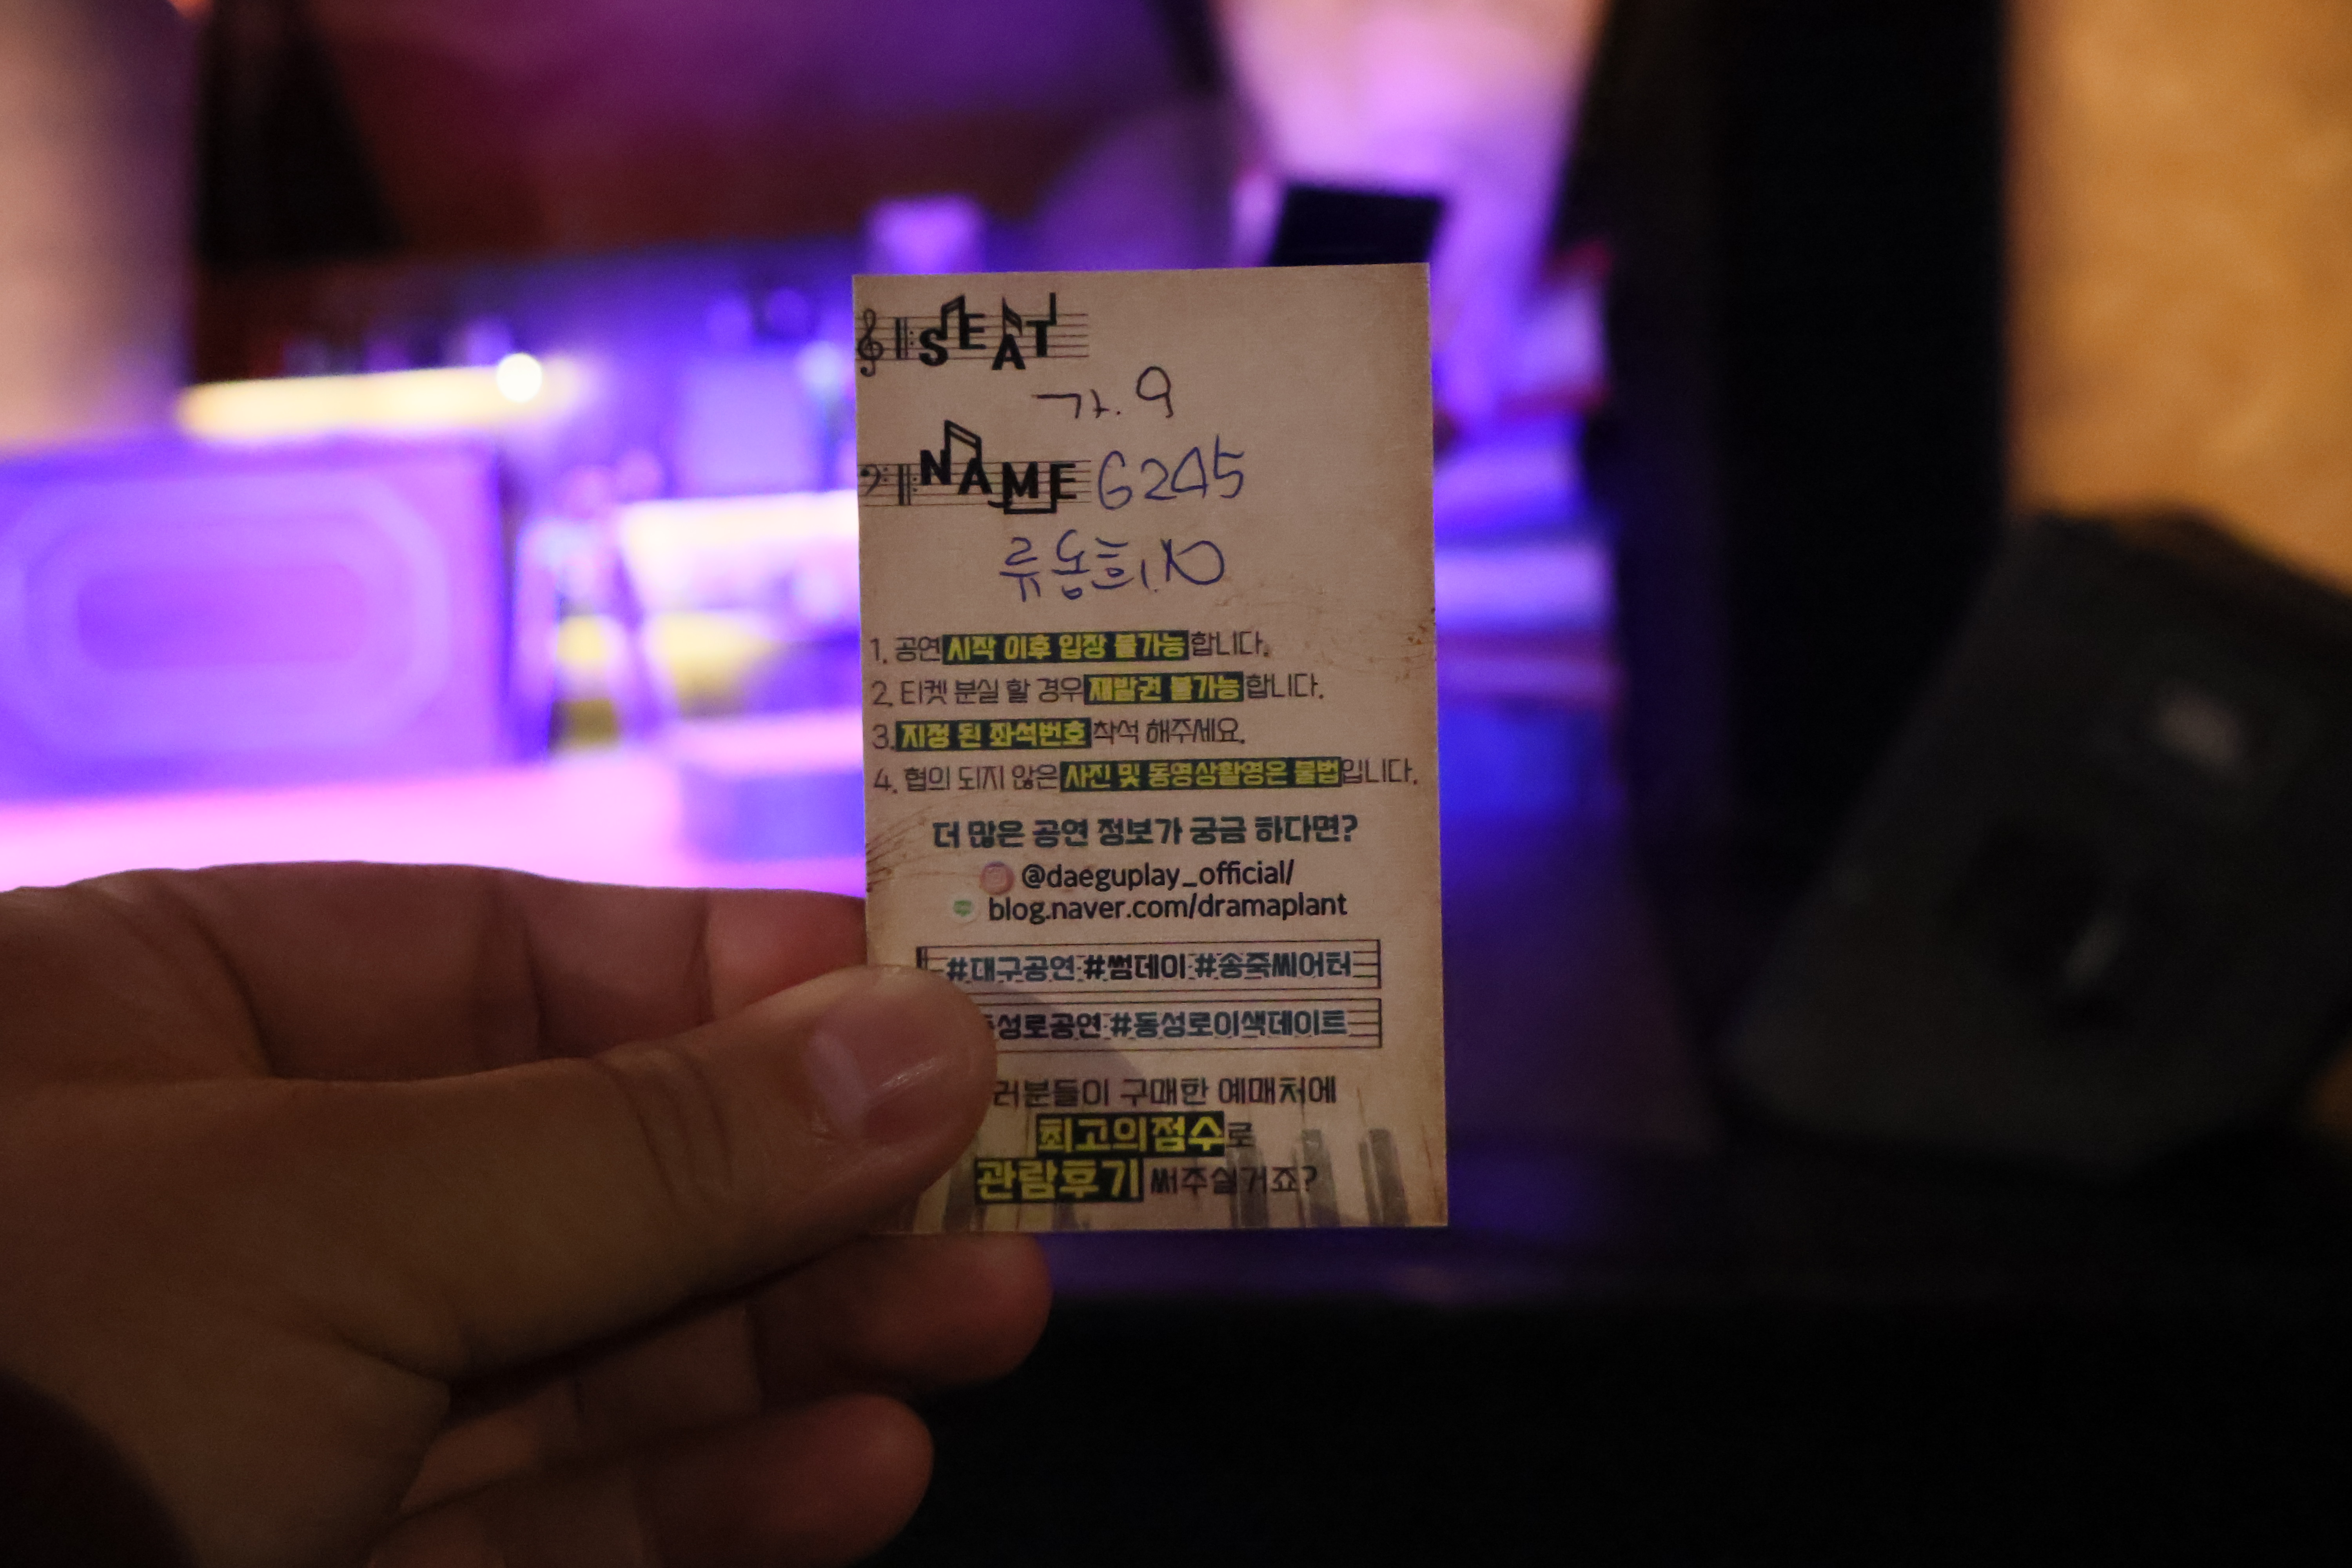 SEAT
가.9
NAME 6245
류동희.N
1. 공연 시작 이후 입장 불가능 합니다.
2. 티켓 분실 할 경우 재발권 불가능 합니다.
3. 지정 된 좌석번호 착석 해주세요.
4. 협의 되지 않은 사진 및 동영상촬영은 불법입니다.
더 많은 공연 정보가 궁금 하다면?
@daeguplay_official/
blog.naver.com/dramaplant
#대구공연 #썸데이 #송죽씨어터
성로공연 #동성로이색데이트
러분들이 구매한 예매처에
최고의점수로
관람후기 써주실거죠?